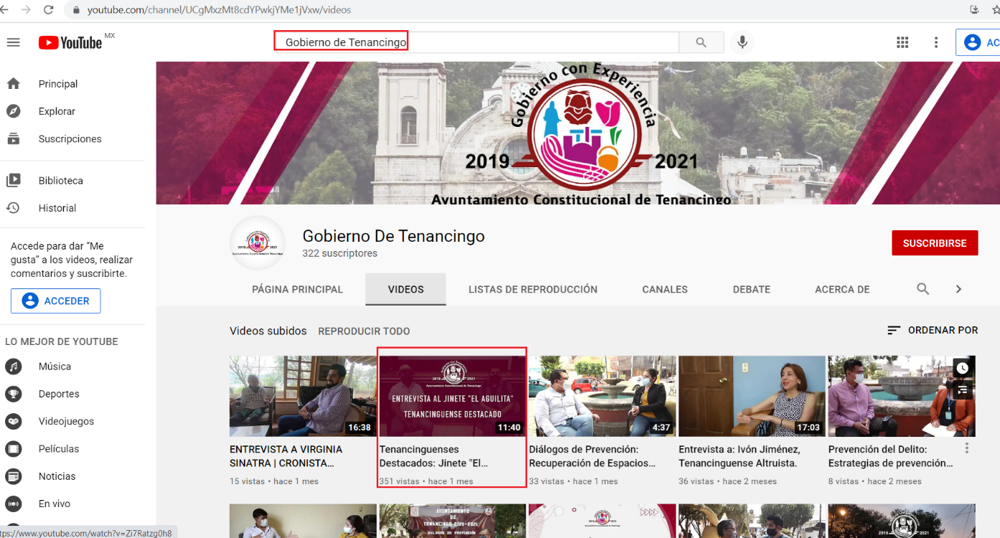 youtube.com/channel/UCgMxzMt8cdYPwkjYMe1jVxw/videos
YouTube MX
Gobierno de Tenancingo
AC
Gobierno con Experiencia
2019 2021
Ayuntamiento Constitucional de Tenancingo
Principal
Explorar
Suscripciones
Biblioteca
Historial
Accede para dar “Me
gusta” a los videos, realizar
comentarios y suscribirte.
ACCEDER
LO MEJOR DE YOUTUBE
Música
Deportes
Videojuegos
Películas
Noticias
En vivo
Gobierno De Tenancingo
322 suscriptores
SUSCRIBIRSE
PÁGINA PRINCIPAL VIDEOS LISTAS DE REPRODUCCIÓN CANALES DEBATE ACERCA DE
Videos subidos REPRODUCIR TODO
ORDENAR POR
16:38
ENTREVISTA A VIRGINIA
SINATRA | CRONISTA...
15 vistas • hace 1 mes
2019 2021
Ayuntamiento Constitucional de Tenancingo
ENTREVISTA AL JINETE "EL AGUILITA"
TENANCINGUENSE DESTACADO
11:40
Tenancinguenses
Destacados: Jinete "El...
351 vistas • hace 1 mes
4:37
Diálogos de Prevención:
Recuperación de Espacios...
33 vistas • hace 1 mes
17:03
Entrevista a: Ivón Jiménez,
Tenancinguense Altruista.
36 vistas • hace 2 meses
Prevención del Delito:
Estrategias de prevención...
8 vistas • hace 2 meses
AYUNTAMIENTO
DE
TENANCINGO 2019-2021
DIÁLOGOS DE PREVENCIÓN
2019 2021
tps://www.youtube.com/watch?v=Zi7Ratzg0h8